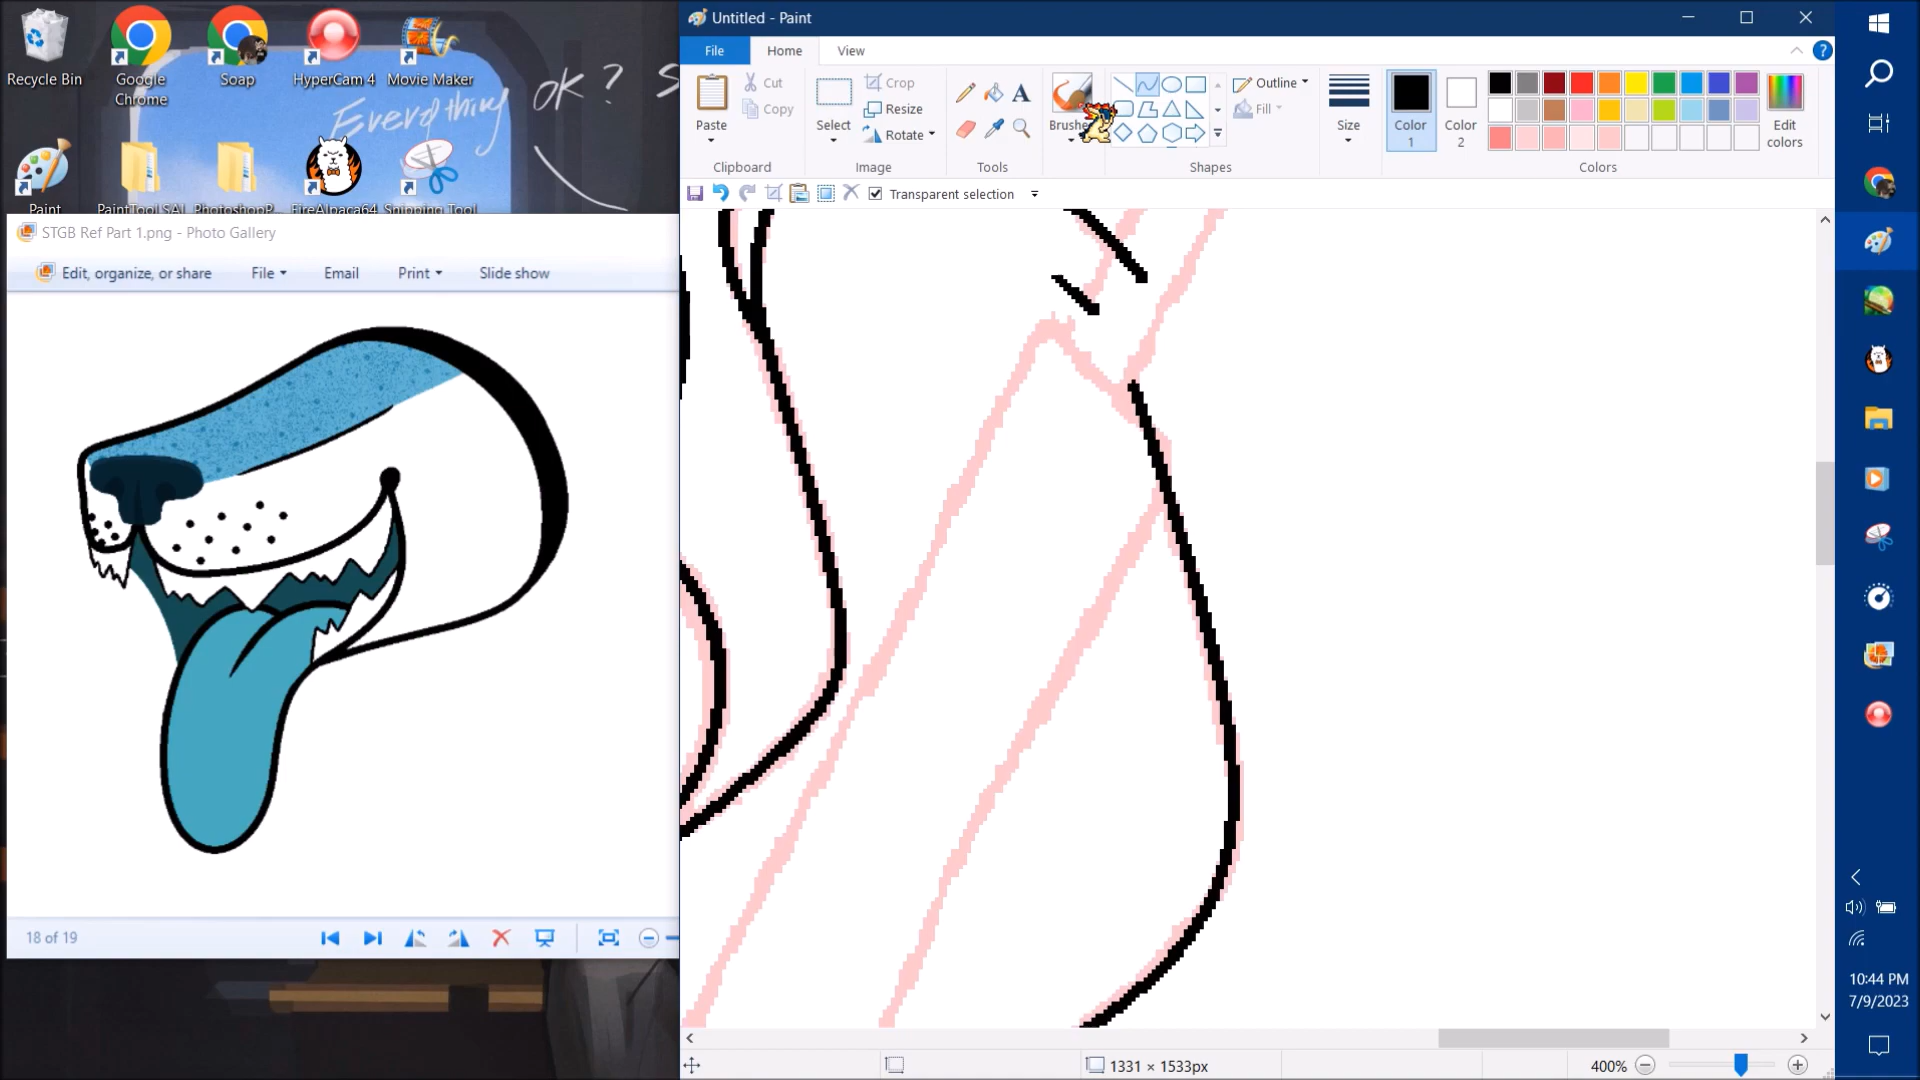 Untitled - Paint
File
Home
View
Cut
Copy
Paste
Crop
Resize
Rotate
Select
Brushes
Outline
Fill
Size
Color 1
Color 2
Edit colors
Clipboard
Image
Tools
Shapes
Colors
Transparent selection
Recycle Bin
Google Chrome
Soap
HyperCam 4
Movie Maker
Everything ok? S
Paint
PaintTool SAI
PhotoshopP...
FireAlpaca64
Snipping Tool
STGB Ref Part 1.png - Photo Gallery
Edit, organize, or share
File
Email
Print
Slide show
18 of 19
1331 × 1533px
400%
10:44 PM
7/9/2023